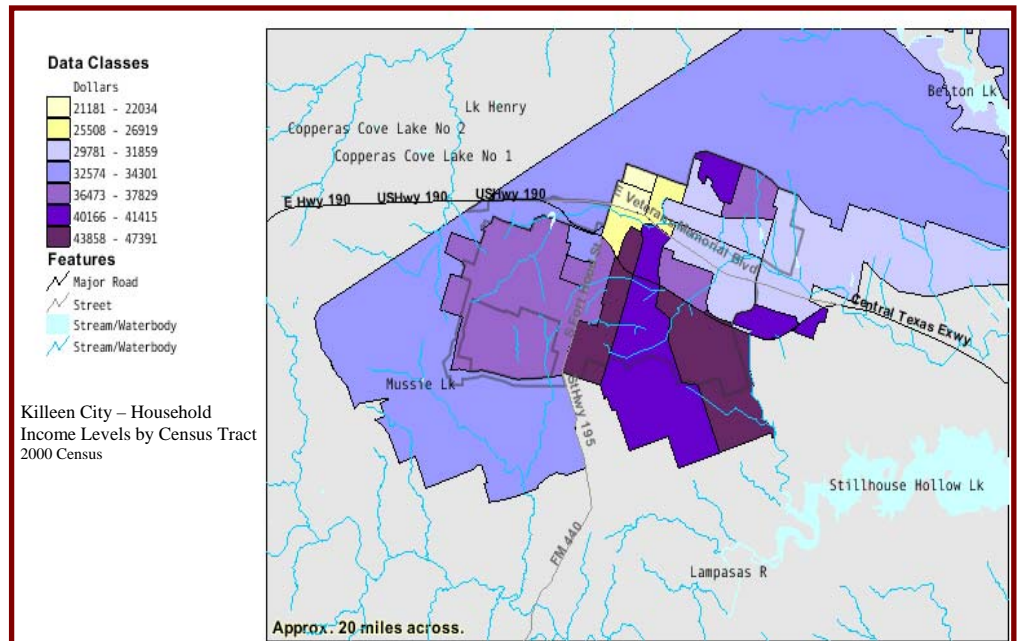 Data Classes
Dollars
21181 - 22034
25508 - 26919
29781 - 31859
32574 - 34301
36473 - 37829
40166 - 41415
43858 - 47391
Features
Major Road
Street
Stream/Waterbody
Stream/Waterbody
Killeen City – Household
Income Levels by Census Tract
2000 Census
Belton Lk
Lk Henry
Copperas Cove Lake No 2
Copperas Cove Lake No 1
E Hwy 190
USHwy 190
USHwy 190
E Veterans Memorial Blvd
S Fort Hood St
Central Texas Exwy
Mussie Lk
StHwy 195
Stillhouse Hollow Lk
FM 440
Lampasas R
Approx. 20 miles across.